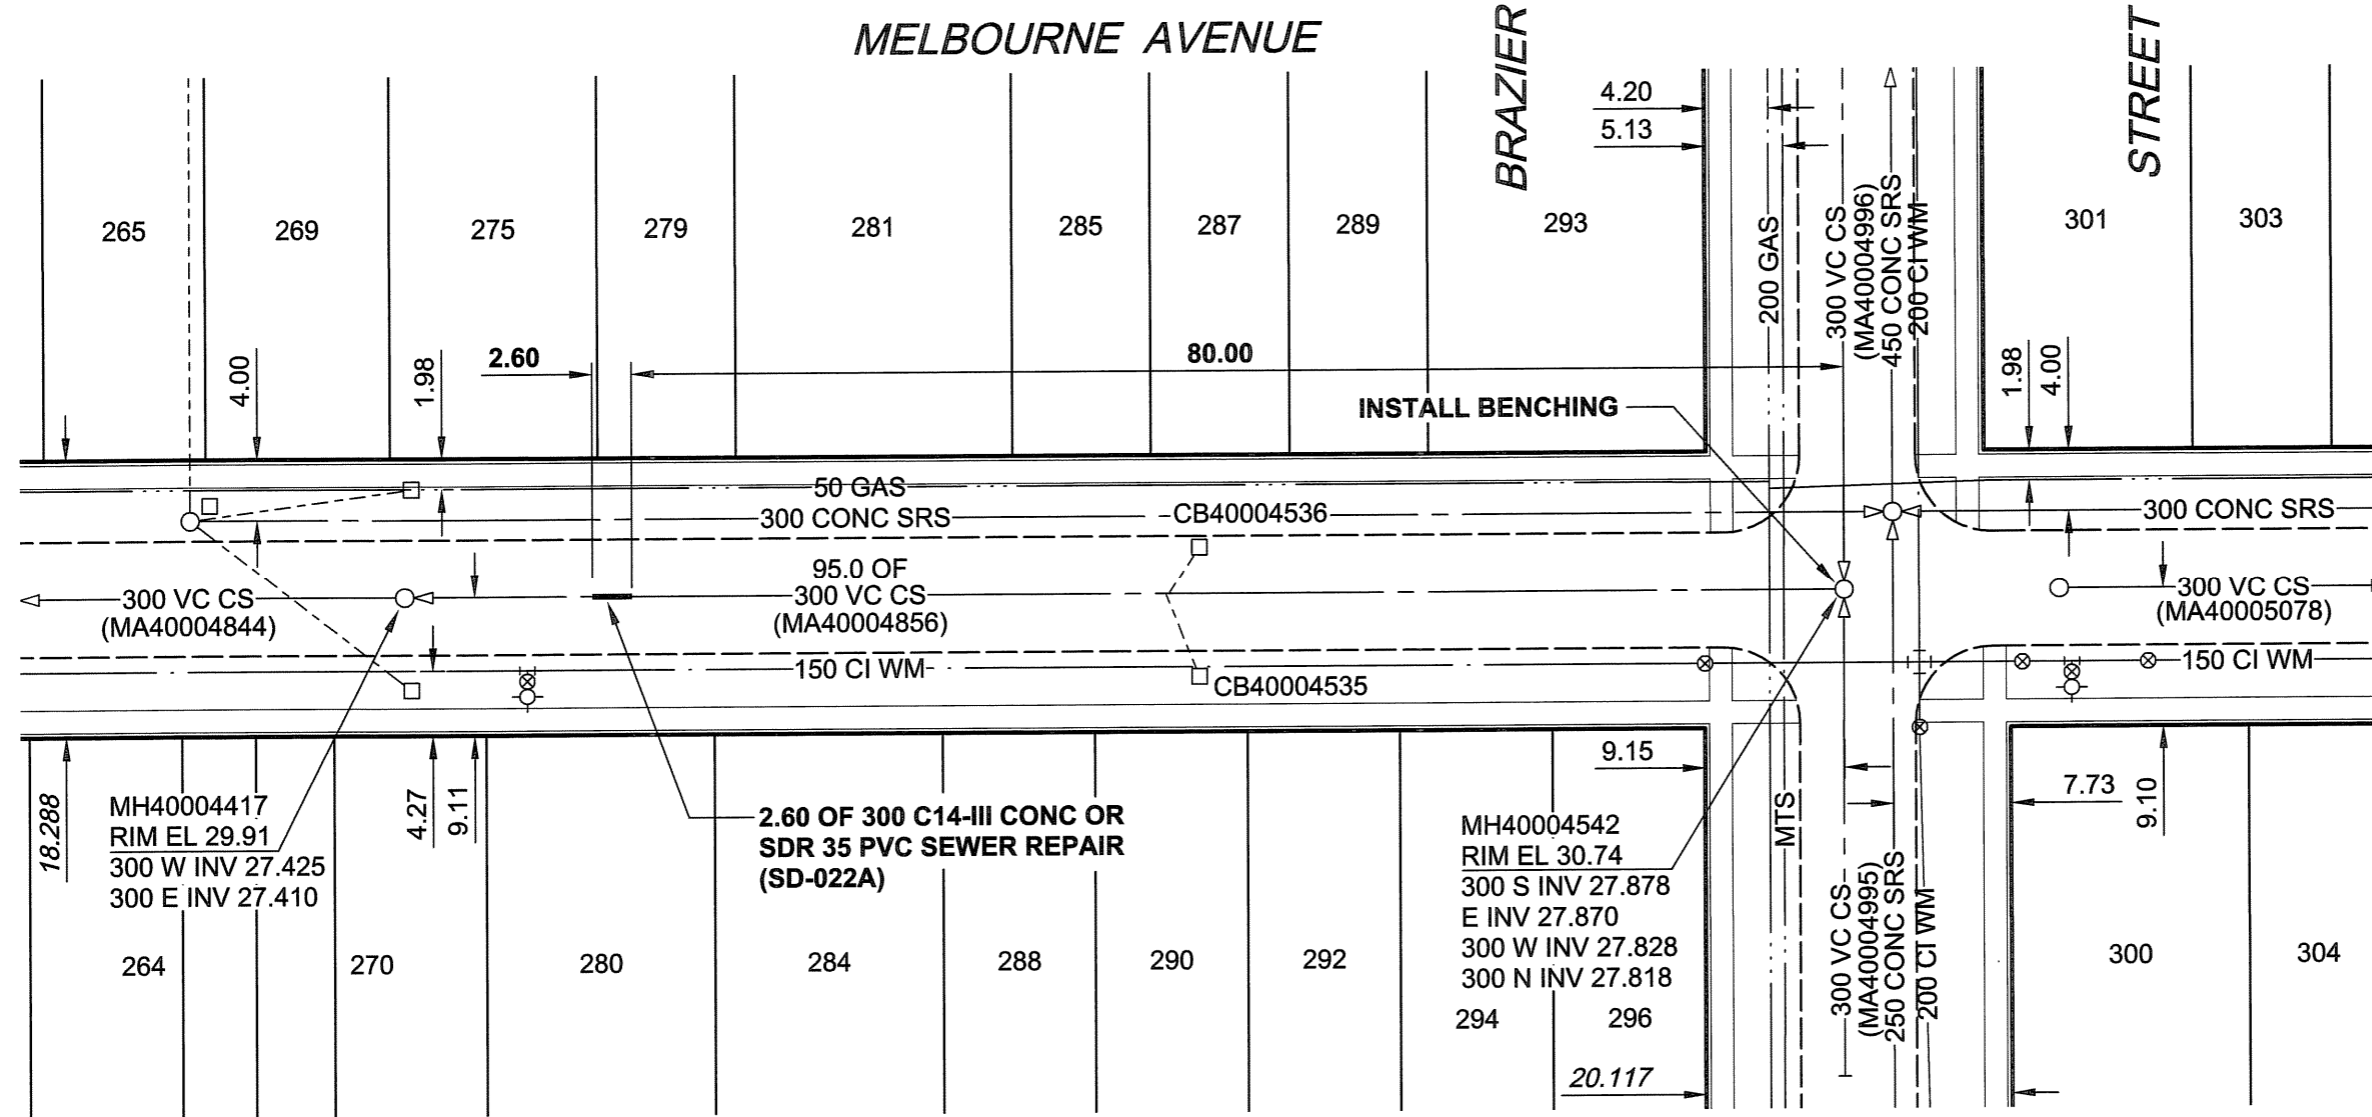 MELBOURNE AVENUE
BRAZIER
STREET
4.20
5.13
265
269
275
279
281
285
287
289
293
301
303
200 GAS
300 VC CS
(MA40004996)
450 CONC SRS
200 CI WM
4.00
1.98
2.60
80.00
1.98
4.00
INSTALL BENCHING
50 GAS
300 CONC SRS
CB40004536
300 CONC SRS
95.0 OF
300 VC CS
(MA40004856)
300 VC CS
(MA40004844)
300 VC CS
(MA40005078)
150 CI WM
CB40004535
150 CI WM
18.288
MH40004417
RIM EL 29.91
300 W INV 27.425
300 E INV 27.410
4.27
9.11
2.60 OF 300 C14-III CONC OR
SDR 35 PVC SEWER REPAIR
(SD-022A)
9.15
MH40004542
RIM EL 30.74
300 S INV 27.878
E INV 27.870
300 W INV 27.828
300 N INV 27.818
MTS
7.73
9.10
300 VC CS
(MA40004995)
250 CONC SRS
200 CI WM
264
270
280
284
288
290
292
294
296
300
304
20.117